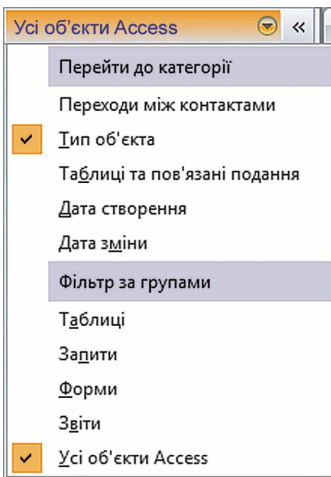 Усі об’єкти Access «
Перейти до категорії
Переходи між контактами
Тип об'єкта
Таблиці та пов'язані подання
Дата створення
Дата зміни
Фільтр за групами
Таблиці
Запити
Форми
Звіти
Усі об'єкти Access